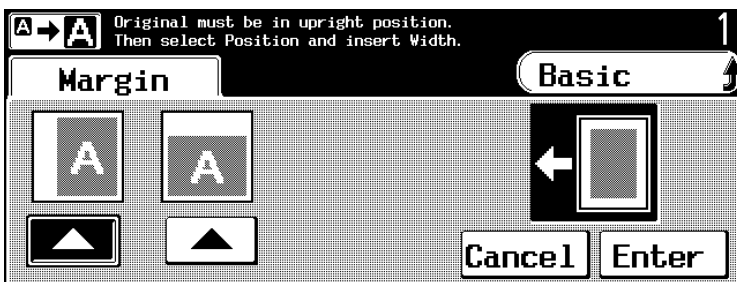 A A Original must be in upright position.
Then select Position and insert Width.
1
Margin
Basic
A A
Cancel Enter